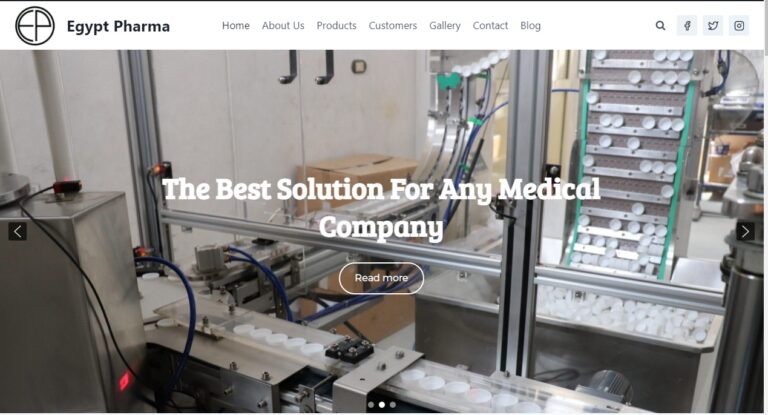 EP
Egypt Pharma
Home
About Us
Products
Customers
Gallery
Contact
Blog
The Best Solution For Any Medical
Company
Read more